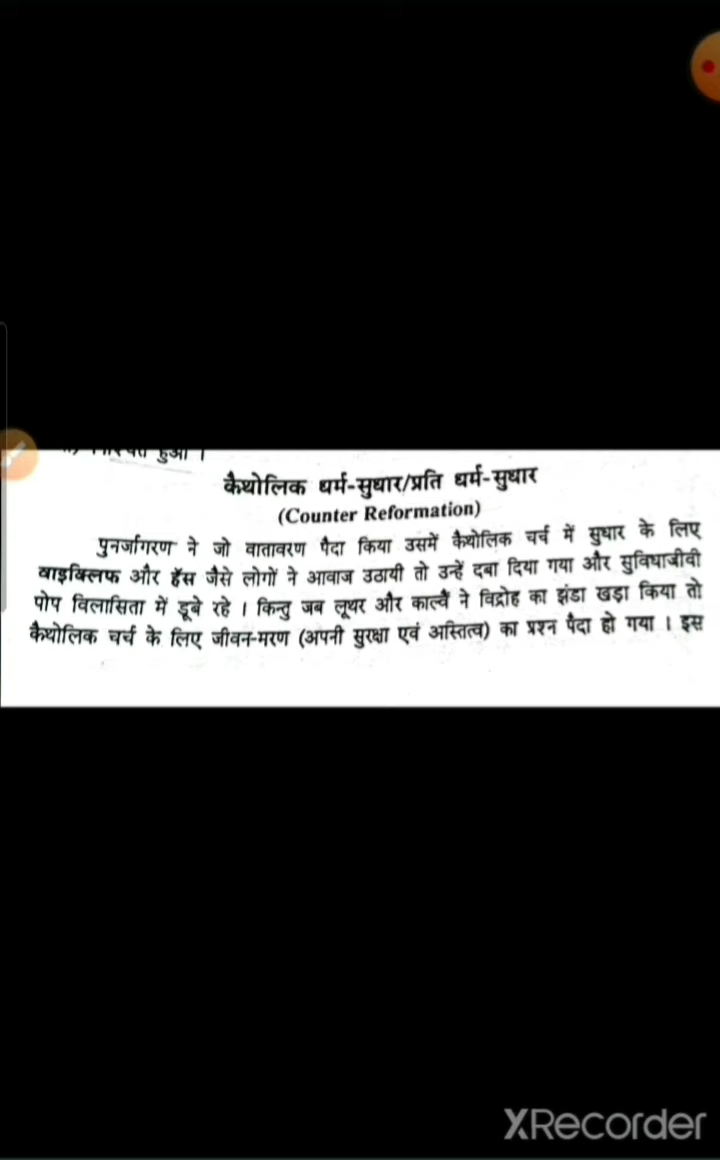 हुआ ।
कैथोलिक धर्म-सुधार/प्रति धर्म-सुधार
(Counter Reformation)
पुनर्जागरण ने जो वातावरण पैदा किया उसमें कैथोलिक चर्च में सुधार के लिए
वाइक्लिफ और हॅस जैसे लोगों ने आवाज उठायी तो उन्हें दबा दिया गया और सुविधाजीवी
पोप विलासिता में डूबे रहे । किन्तु जब लूथर और काल्वैं ने विद्रोह का झंडा खड़ा किया तो
कैथोलिक चर्च के लिए जीवन-मरण (अपनी सुरक्षा एवं अस्तित्व) का प्रश्न पैदा हो गया । इस
XRecorder